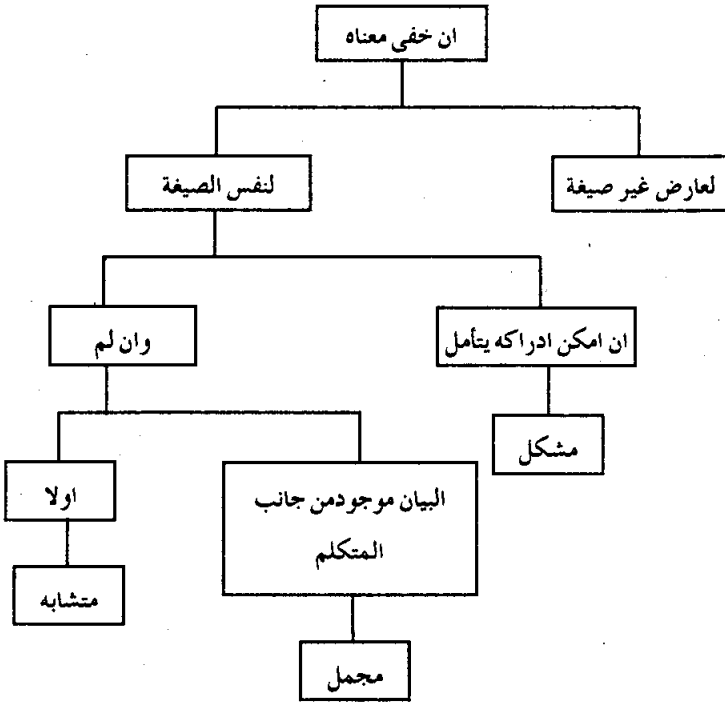 ان خفى معناه
لعارض غير صيغة
لنفس الصيغة
ان امكن ادراكه يتأمل
وان لم
مشكل
البيان موجودمن جانب
المتكلم
اولا
متشابه
مجمل